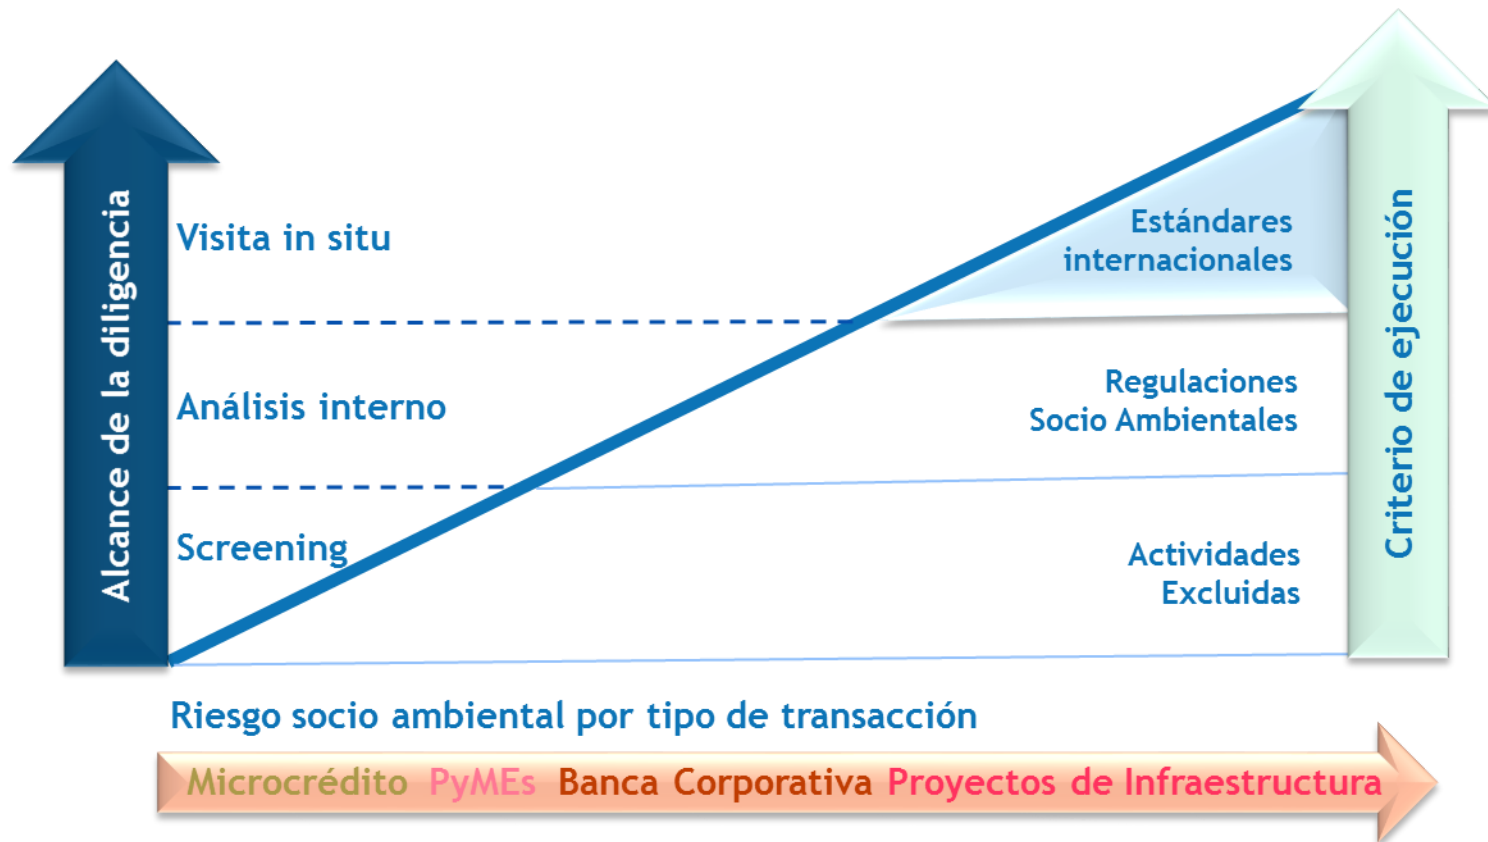 Alcance de la diligencia
Visita in situ
Análisis interno
Screening
Estándares
internacionales
Regulaciones
Socio Ambientales
Actividades
Excluidas
Criterio de ejecución
Riesgo socio ambiental por tipo de transacción
Microcrédito PyMEs Banca Corporativa Proyectos de Infraestructura